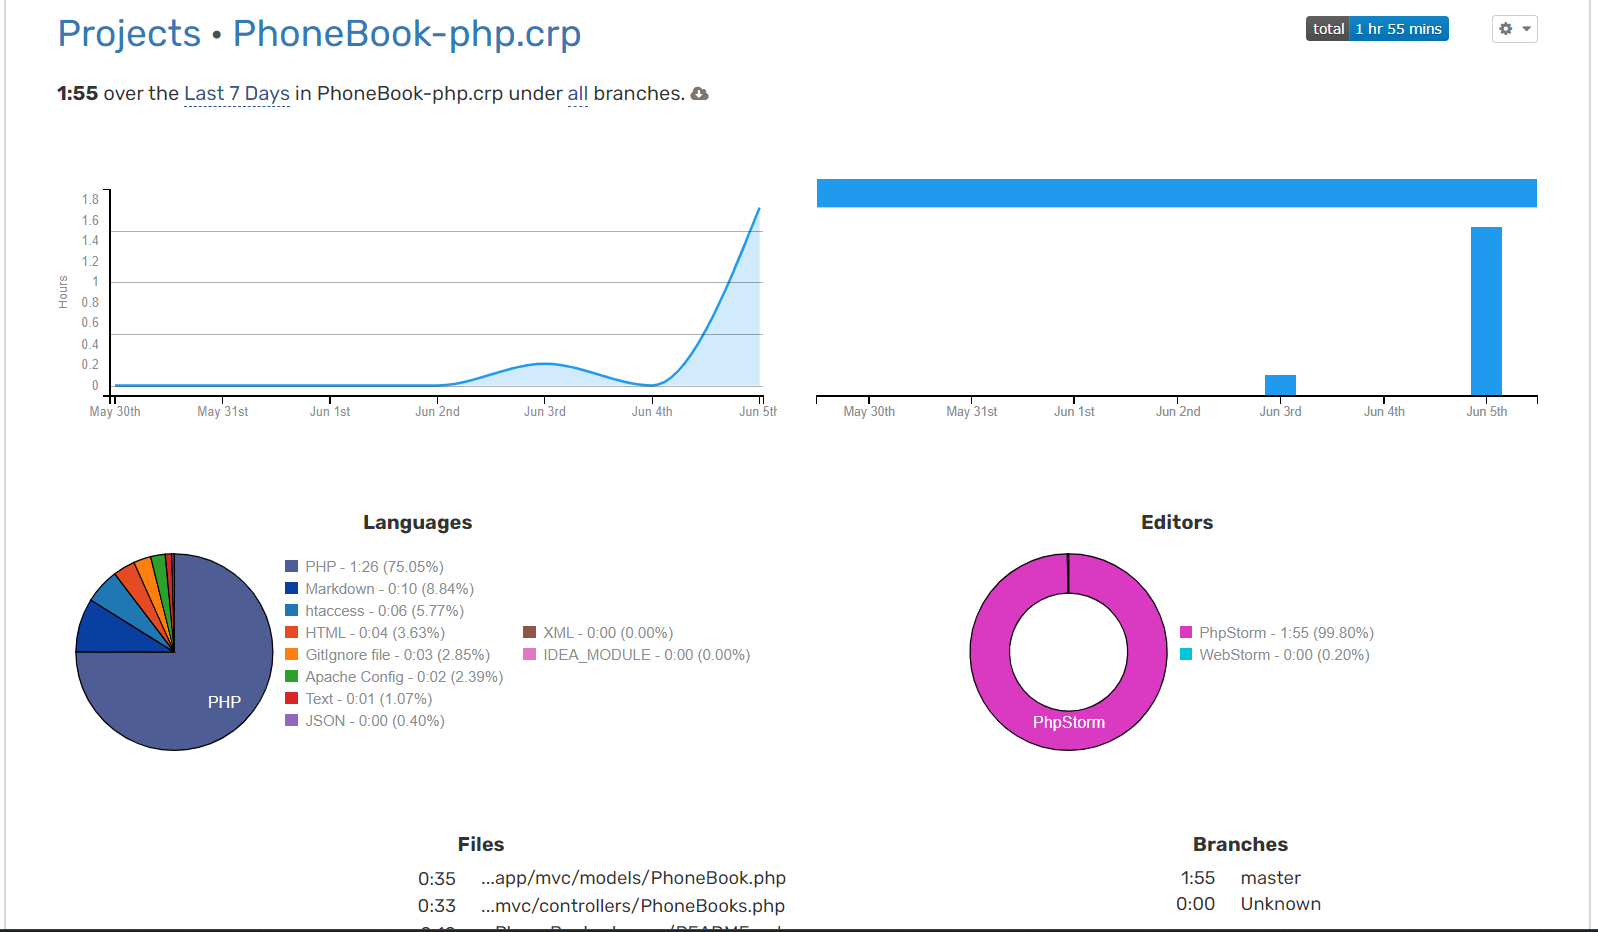 Projects • PhoneBook-php.crp
total 1 hr 55 mins
1:55 over the Last 7 Days in PhoneBook-php.crp under all branches.
Hours
1.8
1.6
1.4
1.2
1
0.8
0.6
0.4
0.2
0
May 30th May 31st Jun 1st Jun 2nd Jun 3rd Jun 4th Jun 5th
May 30th May 31st Jun 1st Jun 2nd Jun 3rd Jun 4th Jun 5th
Languages
PHP
PHP - 1:26 (75.05%)
Markdown - 0:10 (8.84%)
htaccess - 0:06 (5.77%)
HTML - 0:04 (3.63%)
GitIgnore file - 0:03 (2.85%)
Apache Config - 0:02 (2.39%)
Text - 0:01 (1.07%)
JSON - 0:00 (0.40%)
XML - 0:00 (0.00%)
IDEA_MODULE - 0:00 (0.00%)
Editors
PhpStorm
PhpStorm - 1:55 (99.80%)
WebStorm - 0:00 (0.20%)
Files
0:35 ...app/mvc/models/PhoneBook.php
0:33 ...mvc/controllers/PhoneBooks.php
Branches
1:55 master
0:00 Unknown